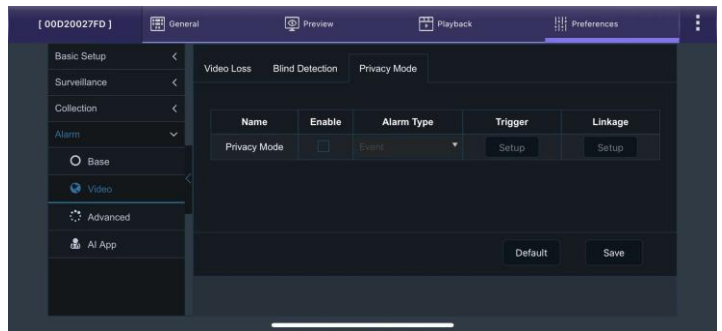 [ 00D20027FD ] General Preview Playback Preferences
Basic Setup
Surveillance
Collection
Alarm
Base
Video
Advanced
AI App
Video Loss Blind Detection Privacy Mode
Name Enable Alarm Type Trigger Linkage
Privacy Mode Event Setup Setup
Default Save